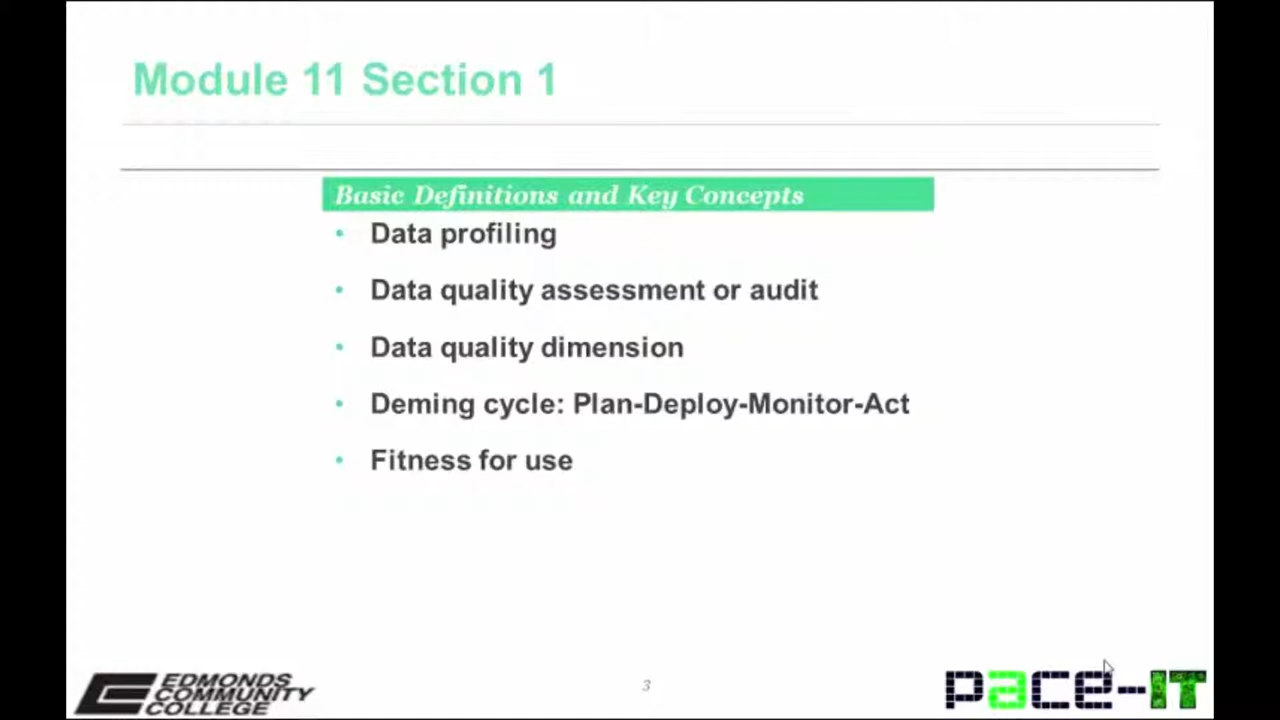 Module 11 Section 1
Basic Definitions and Key Concepts
• Data profiling
• Data quality assessment or audit
• Data quality dimension
• Deming cycle: Plan-Deploy-Monitor-Act
• Fitness for use
EDMONDS
COMMUNITY
COLLEGE
3
pace-IT